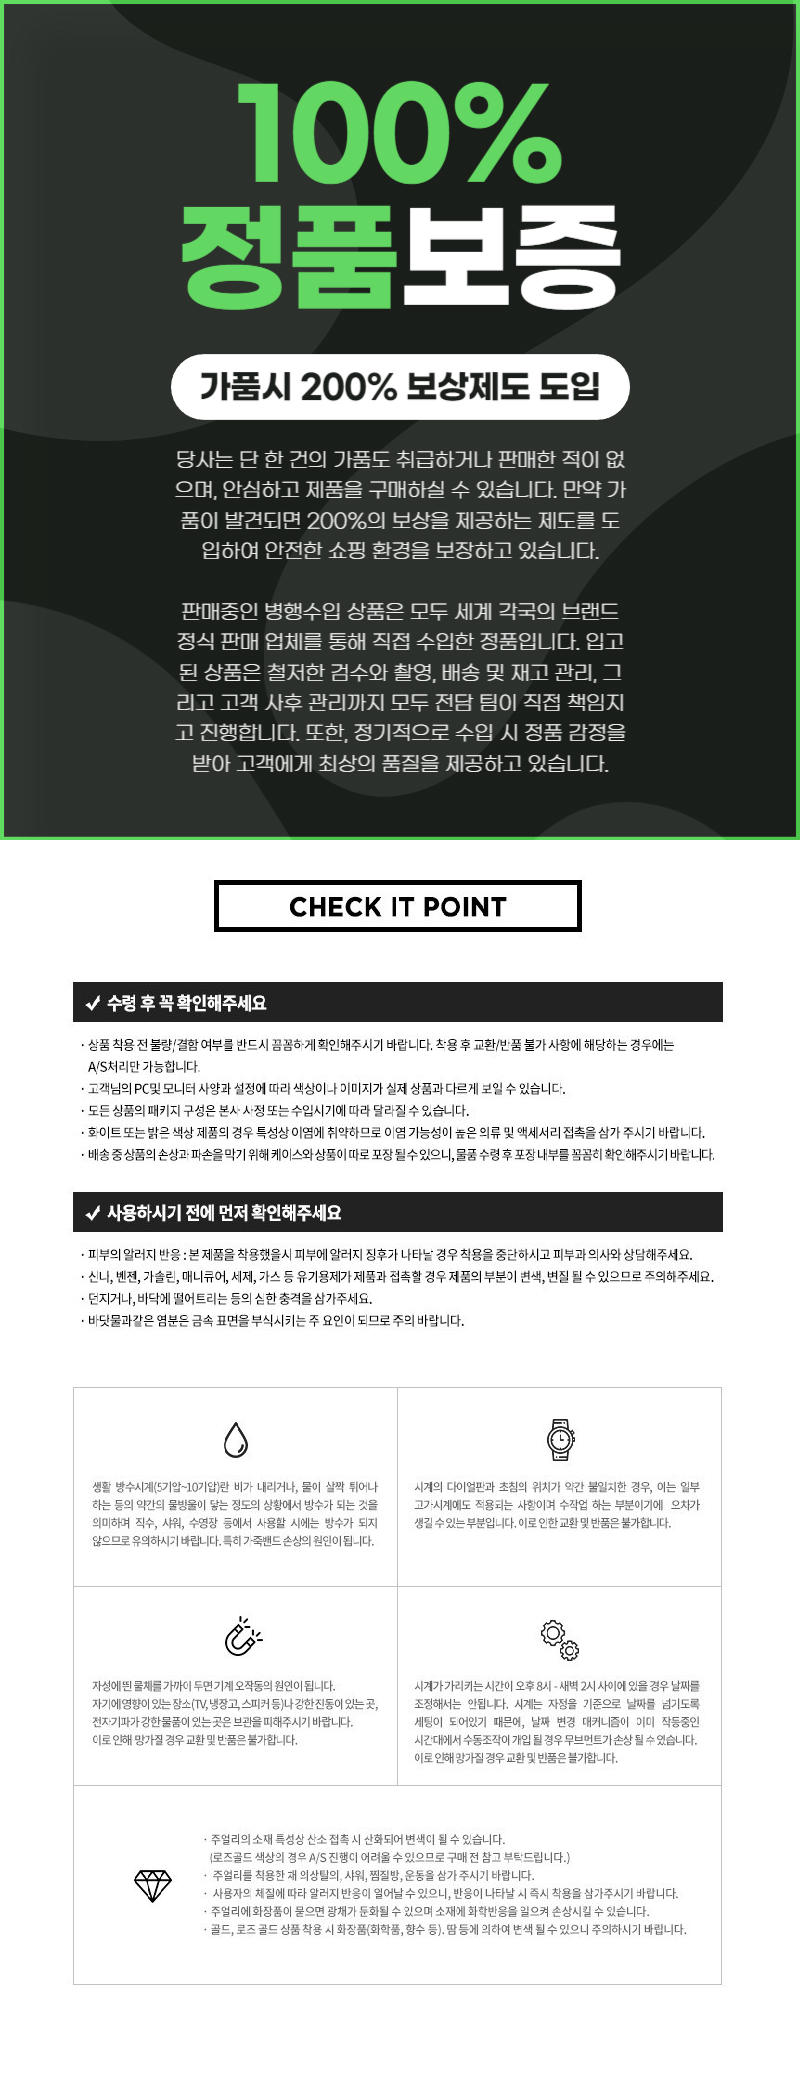 100%
정품보증
가품시 200% 보상제도 도입
당사는 단 한 건의 가품도 취급하거나 판매한 적이 없
으며, 안심하고 제품을 구매하실 수 있습니다. 만약 가
품이 발견되면 200%의 보상을 제공하는 제도를 도
입하여 안전한 쇼핑 환경을 보장하고 있습니다.
판매중인 병행수입 상품은 모두 세계 각국의 브랜드
정식 판매 업체를 통해 직접 수입한 정품입니다. 입고
된 상품은 철저한 검수와 촬영, 배송 및 재고 관리, 그
리고 고객 사후 관리까지 모두 전담 팀이 직접 책임지
고 진행합니다. 또한, 정기적으로 수입 시 정품 감정을
받아 고객에게 최상의 품질을 제공하고 있습니다.
CHECK IT POINT
수령 후 꼭 확인해주세요
· 상품 착용 전 불량/결함 여부를 반드시 꼼꼼하게 확인해주시기 바랍니다. 착용 후 교환/반품 불가 사항에 해당하는 경우에는
A/S처리만 가능합니다.
· 고객님의 PC및 모니터 사양과 설정에 따라 색상이나 이미지가 실제 상품과 다르게 보일 수 있습니다.
· 모든 상품의 패키지 구성은 본사 사정 또는 수입시기에 따라 달라질 수 있습니다.
· 화이트 또는 밝은 색상 제품의 경우 특성상 이염에 취약하므로 이염 가능성이 높은 의류 및 액세서리 접촉을 삼가 주시기 바랍니다.
· 배송 중 상품의 손상과 파손을 막기 위해 케이스와 상품이 따로 포장 될 수 있으니, 물품 수령 후 포장 내부를 꼼꼼히 확인해주시기 바랍니다.
사용하시기 전에 먼저 확인해주세요
· 피부의 알러지 반응 : 본 제품을 착용했을시 피부에 알러지 징후가 나타날 경우 착용을 중단하시고 피부과 의사와 상담해주세요.
· 신나, 벤젠, 가솔린, 매니큐어, 세제, 가스 등 유기용제가 제품과 접촉할 경우 제품의 부분이 변색, 변질 될 수 있으므로 주의하주세요.
· 던지거나, 바닥에 떨어트리는 등의 심한 충격을 삼가주세요.
· 바닷물과같은 염분은 금속 표면을 부식시키는 주 요인이 되므로 주의 바랍니다.
생활 방수시계(5기압~10기압)란 비가 내리거나, 물이 살짝 튀어나
하는 등의 약간의 물방울이 닿는 정도의 상황에서 방수가 되는 것을
의미하며 직수, 샤워, 수영장 등에서 사용할 시에는 방수가 되지
않으므로 유의하시기 바랍니다. 특히 가죽밴드 손상의 원인이 됩니다.
시계의 다이얼판과 초침의 위치가 약간 불일치한 경우, 이는 일부
고가시계에도 적용되는 사항이며 수작업 하는 부분이기에 오차가
생길 수 있는 부분입니다. 이로 인한 교환 및 반품은 불가합니다.
자성에 띈 물체를 가까이 두면 기계 오작동의 원인이 됩니다.
자기에 영향이 있는 장소(TV, 냉장고, 스피커 등)나 강한 진동이 있는 곳,
전자기파가 강한 물품이 있는 곳은 보관을 피해주시기 바랍니다.
이로 인해 망가질 경우 교환 및 반품은 불가합니다.
시계가 가리키는 시간이 오후 8시 - 새벽 2시 사이에 있을 경우 날짜를
조정해서는 안됩니다. 시계는 자정을 기준으로 날짜를 넘기도록
세팅이 되어있기 때문에, 날짜 변경 매커니즘이 이미 작동중인
시간대에서 수동조작이 개입 될 경우 무브먼트가 손상 될 수 있습니다.
이로 인해 망가질 경우 교환 및 반품은 불가합니다.
· 주얼리의 소재 특성상 산소 접촉 시 산화되어 변색이 될 수 있습니다.
(로즈골드 색상의 경우 A/S 진행이 어려울 수 있으므로 구매 전 참고 부탁드립니다.)
· 주얼리를 착용한 채 의상탈의, 샤워, 찜질방, 운동을 삼가 주시기 바랍니다.
· 사용자의 체질에 따라 알러지 반응이 일어날 수 있으니, 반응이 나타날 시 즉시 착용을 삼가주시기 바랍니다.
· 주얼리에 화장품이 묻으면 광채가 둔화될 수 있으며 소재에 화학반응을 일으켜 손상시킬 수 있습니다.
· 골드, 로즈 골드 상품 착용 시 화장품(화학품, 향수 등). 땀 등에 의하여 변색 될 수 있으니 주의하시기 바랍니다.